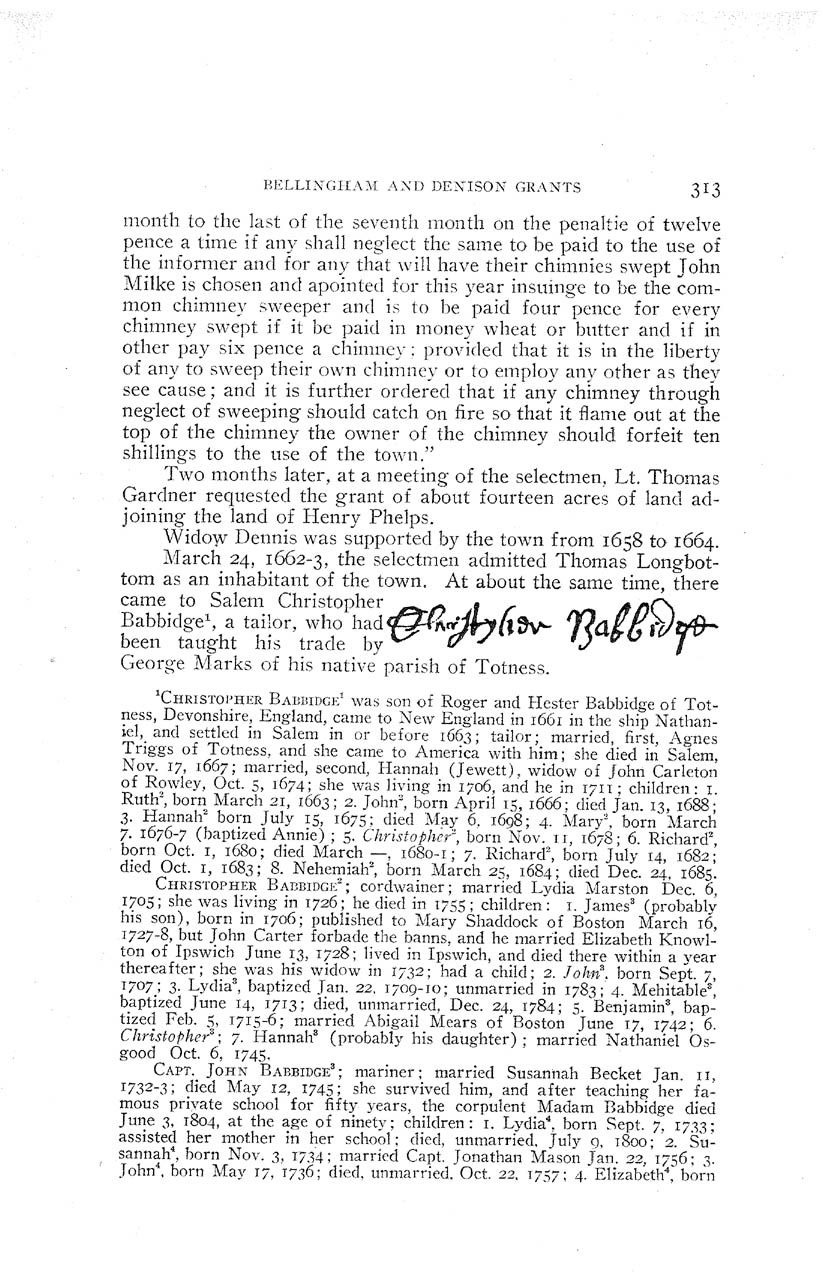 BELLINGHAM AND DENISON GRANTS 313
month to the last of the seventh month on the penaltie of twelve
pence a time if any shall neglect the same to be paid to the use of
the informer and for any that will have their chimnies swept John
Milke is chosen and apointed for this year insuinge to be the com-
mon chimney sweeper and is to be paid four pence for every
chimney swept if it be paid in money wheat or butter and if in
other pay six pence a chimney; provided that it is in the liberty
of any to sweep their own chimney or to employ any other as they
see cause; and it is further ordered that if any chimney through
neglect of sweeping should catch on fire so that it flame out at the
top of the chimney the owner of the chimney should forfeit ten
shillings to the use of the town.”
Two months later, at a meeting of the selectmen, Lt. Thomas
Gardner requested the grant of about fourteen acres of land ad-
joining the land of Henry Phelps.
Widow Dennis was supported by the town from 1658 to 1664.
March 24, 1662-3, the selectmen admitted Thomas Longbot-
tom as an inhabitant of the town. At about the same time, there
came to Salem Christopher
Babbidge¹, a tailor, who had
been taught his trade by
Christopher Babbidge
George Marks of his native parish of Totness.
¹CHRISTOPHER BABBIDGE¹ was son of Roger and Hester Babbidge of Tot-
ness, Devonshire, England, came to New England in 1661 in the ship Nathan-
iel, and settled in Salem in or before 1663; tailor; married, first, Agnes
Triggs of Totness, and she came to America with him; she died in Salem,
Nov. 17, 1667; married, second, Hannah (Jewett), widow of John Carleton
of Rowley, Oct. 5, 1674; she was living in 1706, and he in 1711; children: 1.
Ruth², born March 21, 1663; 2. John², born April 15, 1666; died Jan. 13, 1688;
3. Hannah² born July 15, 1675; died May 6, 1698; 4. Mary², born March
7. 1676-7 (baptized Annie); 5. Christopher², born Nov. 11, 1678; 6. Richard²,
born Oct. 1, 1680; died March —, 1680-1; 7. Richard², born July 14, 1682;
died Oct. 1, 1683; 8. Nehemiah², born March 25, 1684; died Dec. 24, 1685.
CHRISTOPHER BABBIDGE²; cordwainer; married Lydia Marston Dec. 6,
1705; she was living in 1726; he died in 1755; children: 1. James³ (probably
his son), born in 1706; published to Mary Shaddock of Boston March 16,
1727-8, but John Carter forbade the banns, and he married Elizabeth Knowl-
ton of Ipswich June 13, 1728; lived in Ipswich, and died there within a year
thereafter; she was his widow in 1732; had a child; 2. John³, born Sept. 7,
1707; 3. Lydia³, baptized Jan. 22, 1709-10; unmarried in 1783; 4. Mehitable³,
baptized June 14, 1713; died, unmarried, Dec. 24, 1784; 5. Benjamin³, bap-
tized Feb. 5, 1715-6; married Abigail Mears of Boston June 17, 1742; 6.
Christopher³; 7. Hannah³ (probably his daughter); married Nathaniel Os-
good Oct. 6, 1745.
CAPT. JOHN BABBIDGE³; mariner; married Susannah Becket Jan. 11,
1732-3; died May 12, 1745; she survived him, and after teaching her fa-
mous private school for fifty years, the corpulent Madam Babbidge died
June 3, 1804, at the age of ninety; children: 1. Lydia⁴, born Sept. 7, 1733;
assisted her mother in her school; died, unmarried, July 9, 1800; 2. Su-
sannah⁴, born Nov. 3, 1734; married Capt. Jonathan Mason Jan. 22, 1756; 3.
John⁴, born May 17, 1736; died, unmarried, Oct. 22, 1757; 4. Elizabeth⁴, born